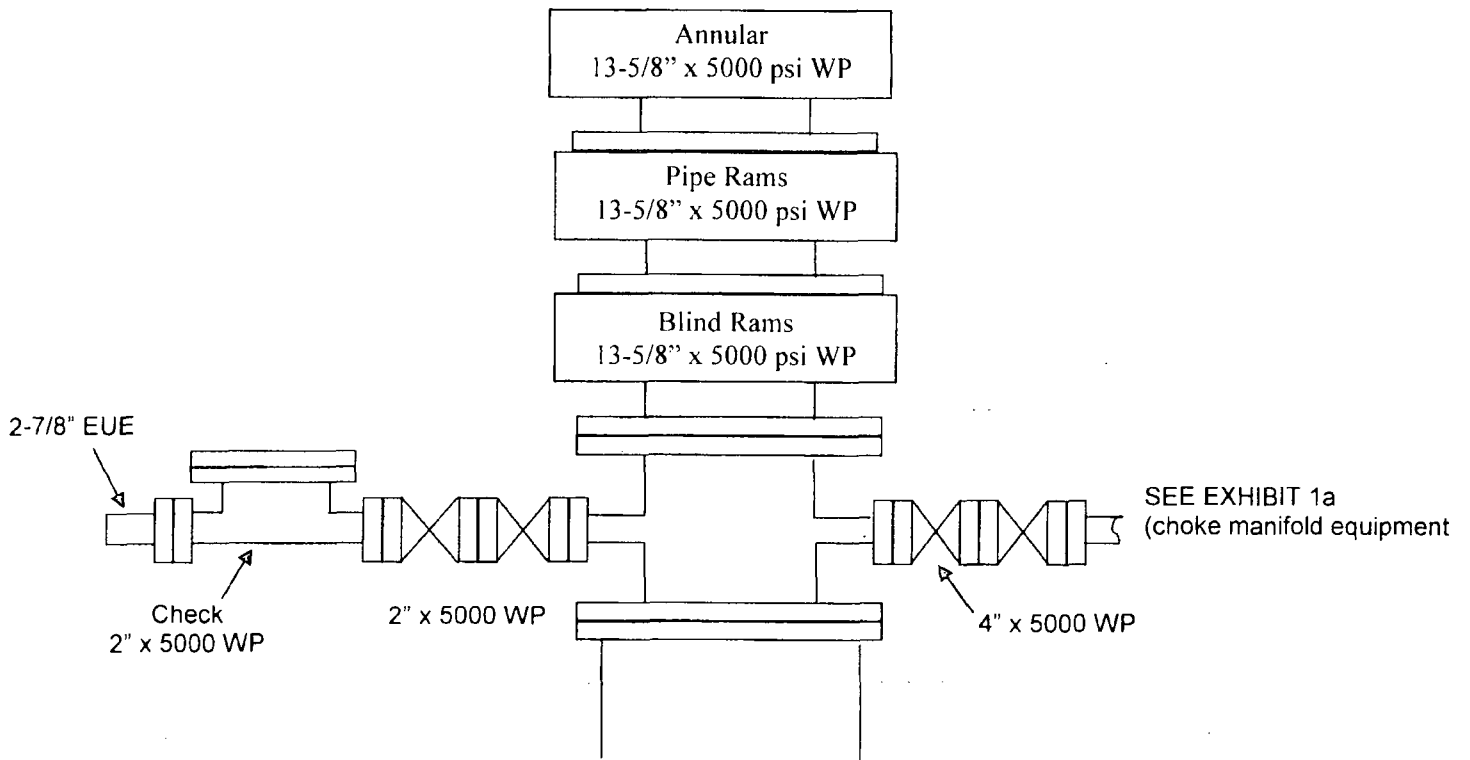 Annular
13-5/8" x 5000 psi WP
Pipe Rams
13-5/8" x 5000 psi WP
Blind Rams
13-5/8" x 5000 psi WP
2-7/8" EUE
SEE EXHIBIT 1a
(choke manifold equipment
Check
2" x 5000 WP
2" x 5000 WP
4" x 5000 WP